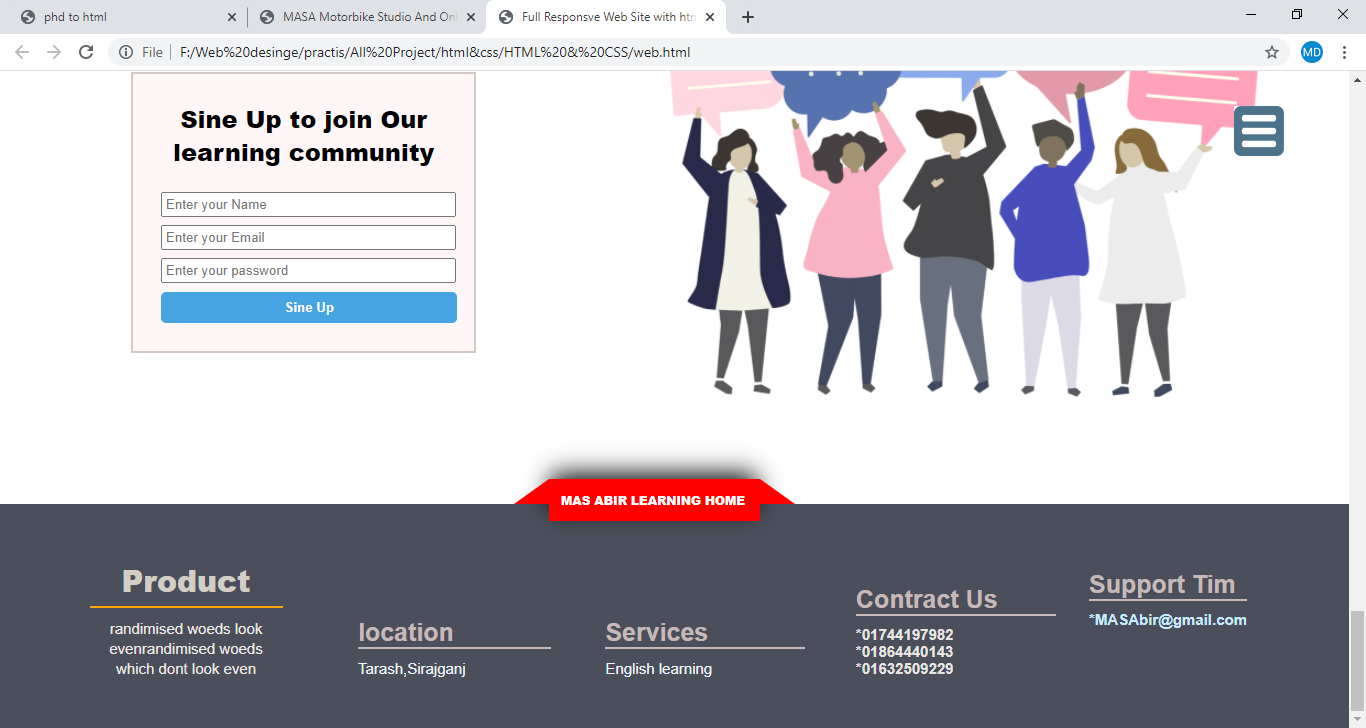 phd to html
MASA Motorbike Studio And Onl
Full Responsve Web Site with htm
File
F:/Web%20desinge/practis/All%20Project/html&css/HTML%20&%20CSS/web.html
MD
Sine Up to join Our
learning community
Enter your Name
Enter your Email
Enter your password
Sine Up
MAS ABIR LEARNING HOME
Product
randimised woeds look
evenrandimised woeds
which dont look even
location
Tarash,Sirajganj
Services
English learning
Contract Us
*01744197982
*01864440143
*01632509229
Support Tim
*MASAbir@gmail.com